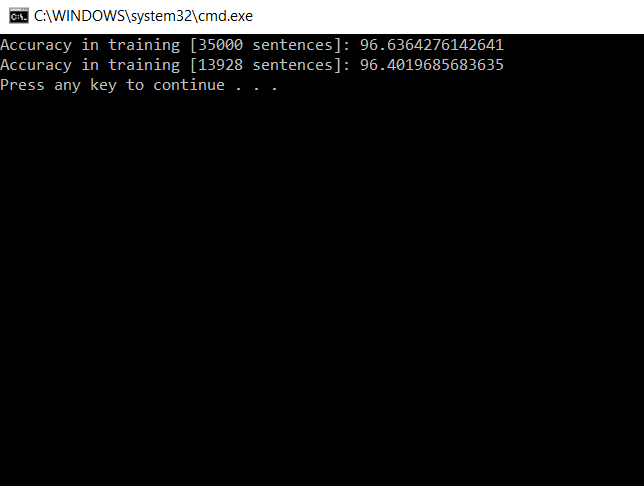 C:\WINDOWS\system32\cmd.exe
Accuracy in training [35000 sentences]: 96.6364276142641
Accuracy in training [13928 sentences]: 96.4019685683635
Press any key to continue . . .